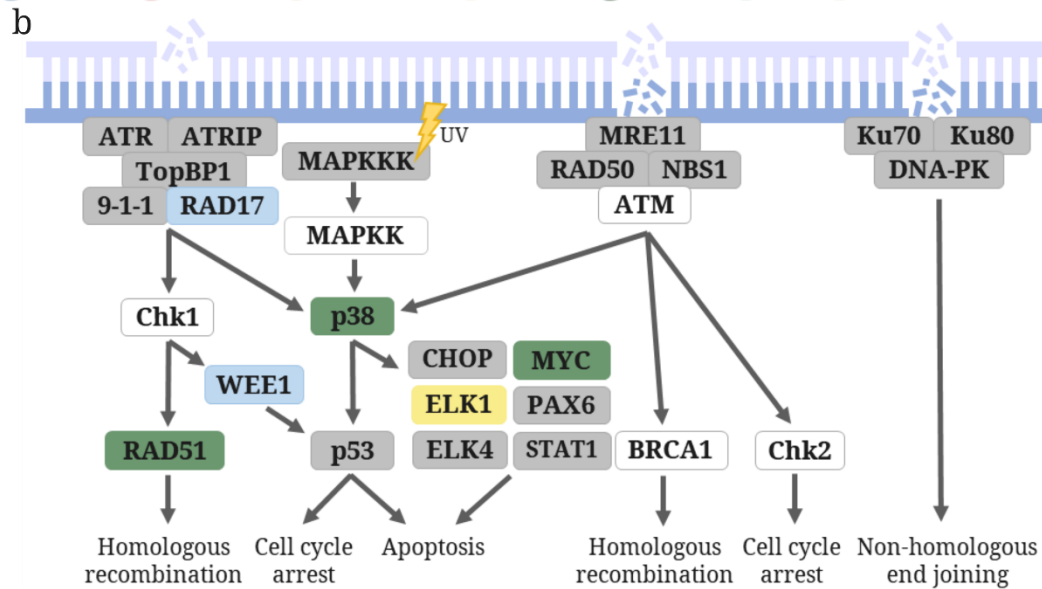 b
ATR ATRIP
TopBP1
9-1-1 RAD17
UV
MAPKKK
MAPKK
MRE11
RAD50 NBS1
ATM
Ku70 Ku80
DNA-PK
Chk1
p38
WEE1
CHOP MYC
ELK1 PAX6
ELK4 STAT1
RAD51
p53
BRCA1
Chk2
Homologous
recombination
Cell cycle
arrest
Apoptosis
Homologous
recombination
Cell cycle
arrest
Non-homologous
end joining